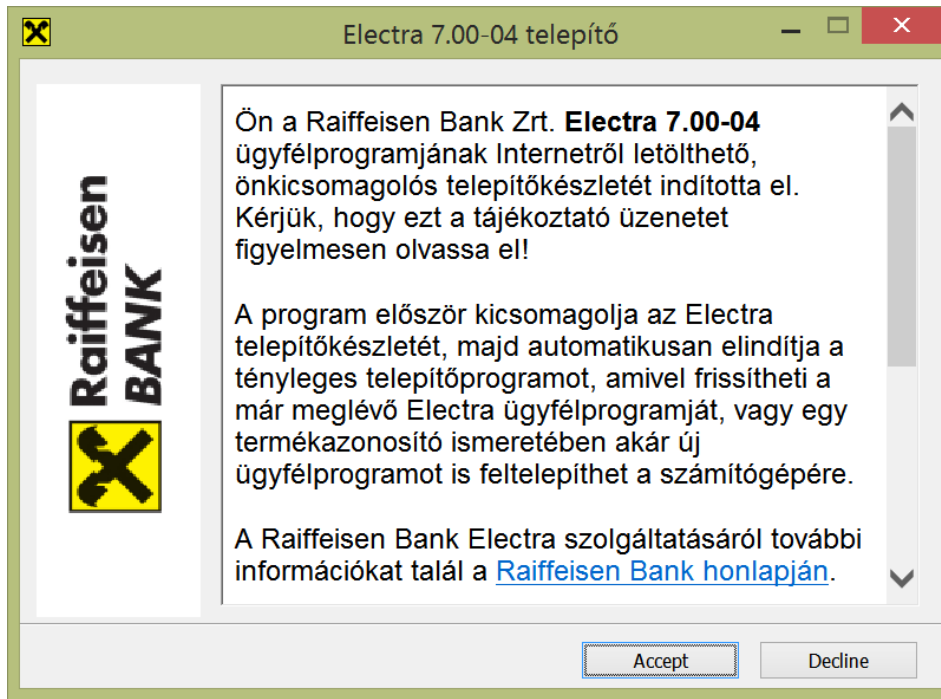 Electra 7.00-04 telepítő
Raiffeisen
BANK
Ön a Raiffeisen Bank Zrt. Electra 7.00-04
ügyfélprogramjának Internetről letölthető,
önkicsomagolós telepítőkészletét indította el.
Kérjük, hogy ezt a tájékoztató üzenetet
figyelmesen olvassa el!
A program először kicsomagolja az Electra
telepítőkészletét, majd automatikusan elindítja a
tényleges telepítőprogramot, amivel frissítheti a
már meglévő Electra ügyfélprogramját, vagy egy
termékazonosító ismeretében akár új
ügyfélprogramot is feltelepíthet a számítógépére.
A Raiffeisen Bank Electra szolgáltatásáról további
információkat talál a Raiffeisen Bank honlapján.
Accept Decline